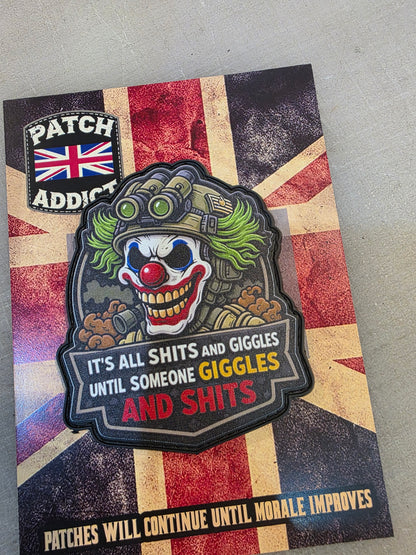 PATCH
ADDICT
IT'S ALL SHITS AND GIGGLES
UNTIL SOMEONE GIGGLES
AND SHITS
PATCHES WILL CONTINUE UNTIL MORALE IMPROVES